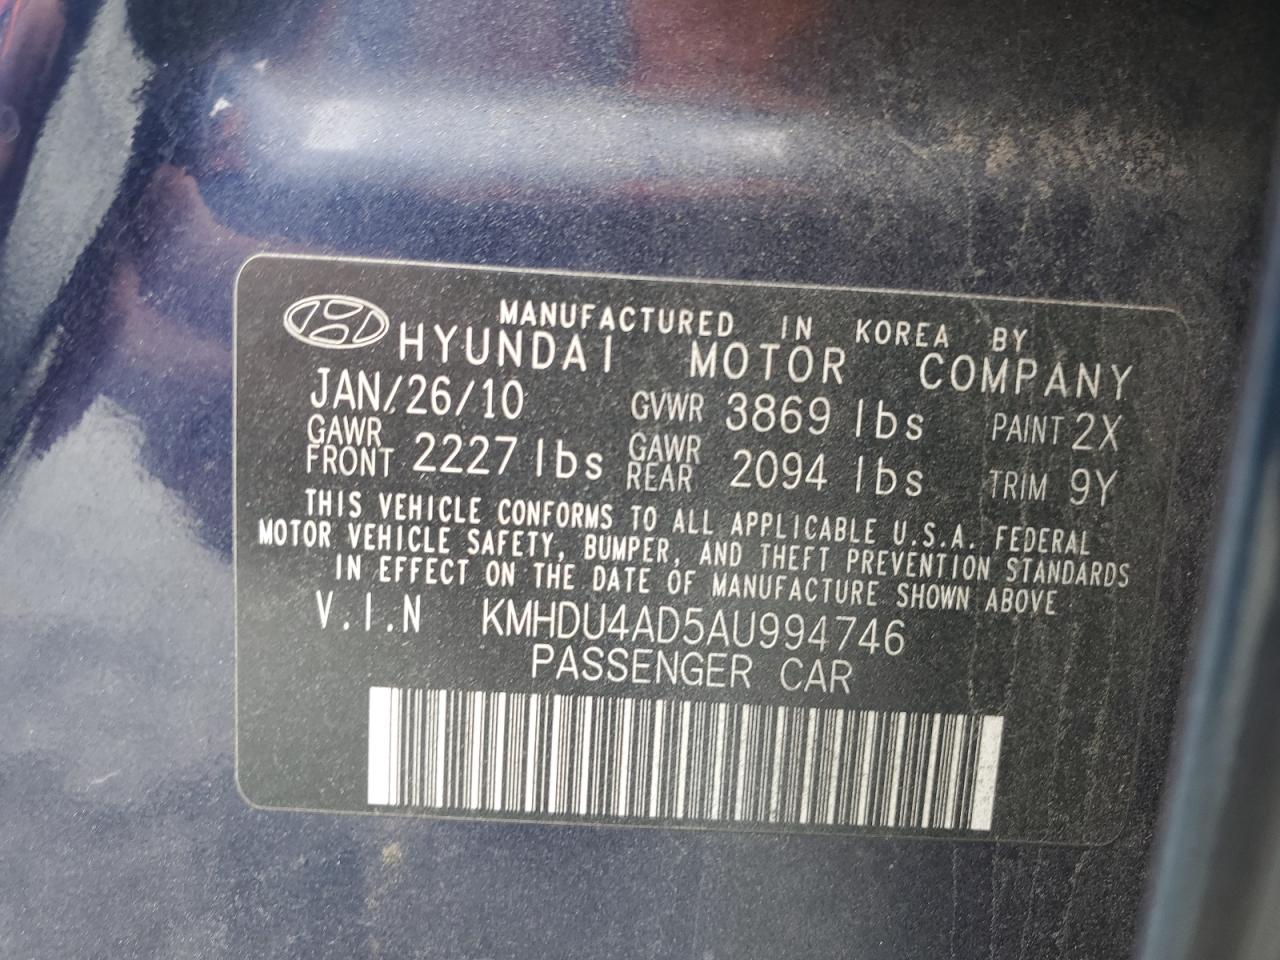 MANUFACTURED IN KOREA BY
HYUNDAI MOTOR COMPANY
JAN/26/10 GVWR 3869 lbs PAINT 2X
GAWR FRONT 2227 lbs GAWR REAR 2094 lbs TRIM 9Y
THIS VEHICLE CONFORMS TO ALL APPLICABLE U.S.A. FEDERAL
MOTOR VEHICLE SAFETY, BUMPER, AND THEFT PREVENTION STANDARDS
IN EFFECT ON THE DATE OF MANUFACTURE SHOWN ABOVE
V.I.N KMHDU4AD5AU994746
PASSENGER CAR